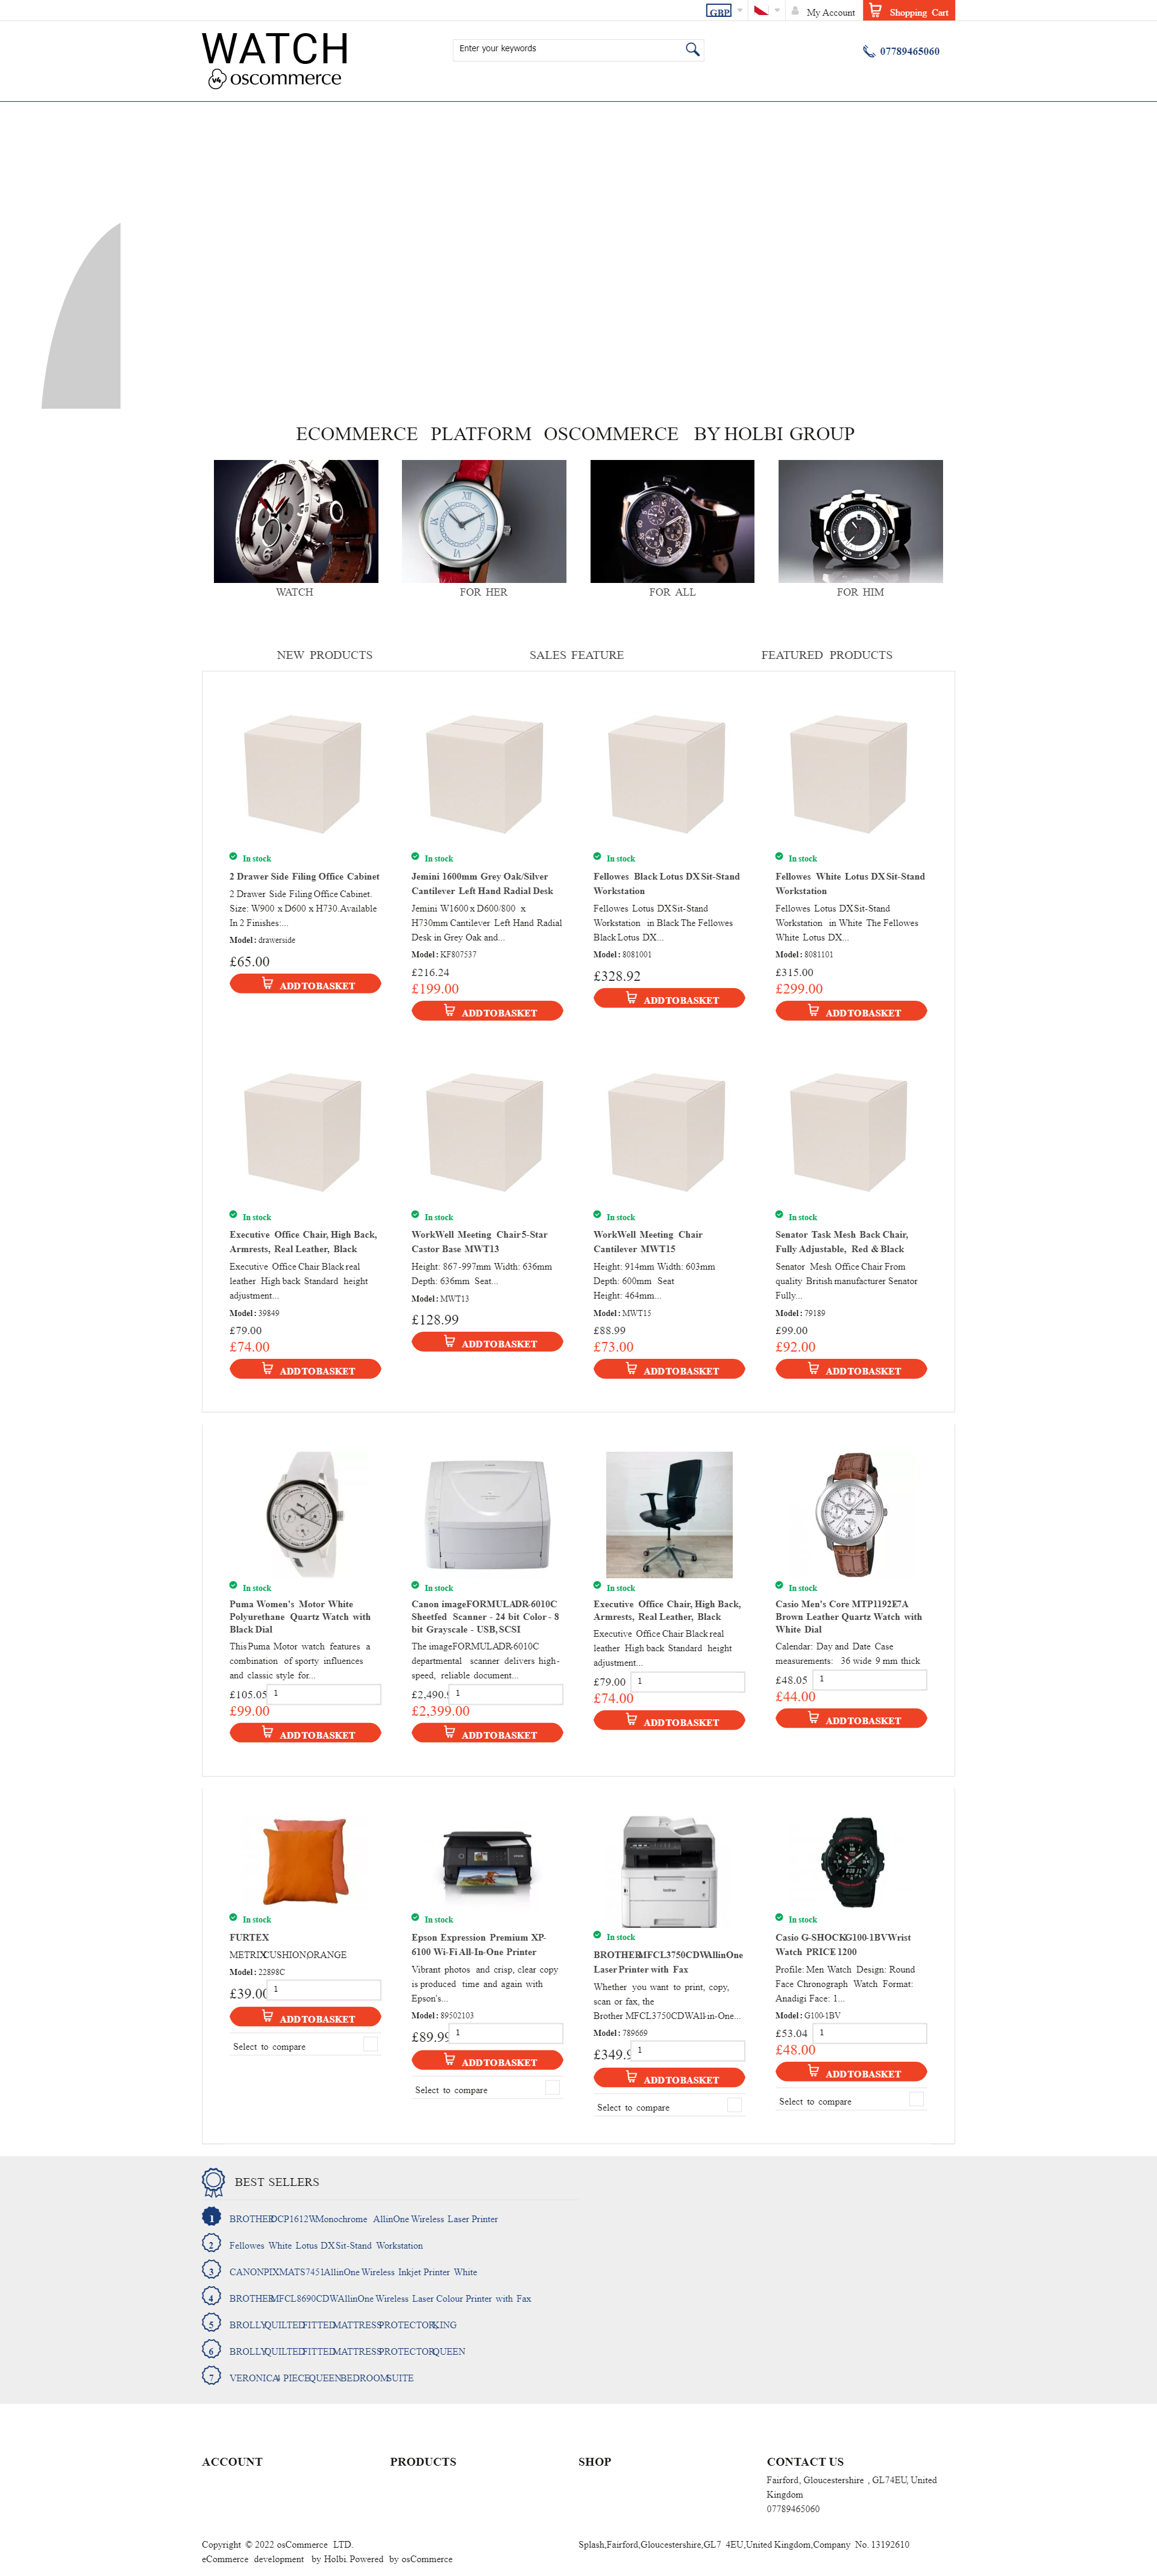 GBP My Account Shopping Cart
WATCH
v4 oscommerce
Enter your keywords
07789465060
ECOMMERCE PLATFORM OSCOMMERCE BY HOLBI GROUP
WATCH FOR HER FOR ALL FOR HIM
NEW PRODUCTS SALES FEATURE FEATURED PRODUCTS
In stock
2 Drawer Side Filing Office Cabinet
2 Drawer Side Filing Office Cabinet.
Size: W900 x D600 x H730. Available
In 2 Finishes:...
Model: drawerside
£65.00
ADD TO BASKET
In stock
Jemini 1600mm Grey Oak/Silver
Cantilever Left Hand Radial Desk
Jemini W1600 x D600/800 x
H730mm Cantilever Left Hand Radial
Desk in Grey Oak and...
Model: KF807537
£216.24
£199.00
ADD TO BASKET
In stock
Fellowes Black Lotus DX Sit-Stand
Workstation
Fellowes Lotus DX Sit-Stand
Workstation in Black The Fellowes
Black Lotus DX...
Model: 8081001
£328.92
ADD TO BASKET
In stock
Fellowes White Lotus DX Sit-Stand
Workstation
Fellowes Lotus DX Sit-Stand
Workstation in White The Fellowes
White Lotus DX...
Model: 8081101
£315.00
£299.00
ADD TO BASKET
In stock
Executive Office Chair, High Back,
Armrests, Real Leather, Black
Executive Office Chair Black real
leather High back Standard height
adjustment...
Model: 39849
£79.00
£74.00
ADD TO BASKET
In stock
WorkWell Meeting Chair 5-Star
Castor Base MWT13
Height: 867-997mm Width: 636mm
Depth: 636mm Seat...
Model: MWT13
£128.99
ADD TO BASKET
In stock
WorkWell Meeting Chair
Cantilever MWT15
Height: 914mm Width: 603mm
Depth: 600mm Seat
Height: 464mm...
Model: MWT15
£88.99
£73.00
ADD TO BASKET
In stock
Senator Task Mesh Back Chair,
Fully Adjustable, Red & Black
Senator Mesh Office Chair From
quality British manufacturer Senator
Fully...
Model: 79189
£99.00
£92.00
ADD TO BASKET
In stock
Puma Women's Motor White
Polyurethane Quartz Watch with
Black Dial
This Puma Motor watch features a
combination of sporty influences
and classic style for...
£105.05 1
£99.00
ADD TO BASKET
In stock
Canon imageFORMULA DR-6010C
Sheetfed Scanner - 24 bit Color - 8
bit Grayscale - USB, SCSI
The imageFORMULA DR-6010C
departmental scanner delivers high-
speed, reliable document...
£2,490.9 1
£2,399.00
ADD TO BASKET
In stock
Executive Office Chair, High Back,
Armrests, Real Leather, Black
Executive Office Chair Black real
leather High back Standard height
adjustment...
£79.00 1
£74.00
ADD TO BASKET
In stock
Casio Men's Core MTP1192E7A
Brown Leather Quartz Watch with
White Dial
Calendar: Day and Date Case
measurements: 36 wide 9 mm thick
£48.05 1
£44.00
ADD TO BASKET
In stock
FURTEX
METRIX CUSHION, ORANGE
Model: 22898C
£39.00 1
ADD TO BASKET
Select to compare
In stock
Epson Expression Premium XP-
6100 Wi-Fi All-In-One Printer
Vibrant photos and crisp, clear copy
is produced time and again with
Epson's...
Model: 89502103
£89.99 1
ADD TO BASKET
Select to compare
In stock
BROTHER MFCL3750CDW AllinOne
Laser Printer with Fax
Whether you want to print, copy,
scan or fax, the
Brother MFCL3750CDW All-in-One...
Model: 789669
£349.9 1
ADD TO BASKET
Select to compare
In stock
Casio G-SHOCK G100-1BV Wrist
Watch PRICE 1200
Profile: Men Watch Design: Round
Face Chronograph Watch Format:
Anadigi Face: 1...
Model: G100-1BV
£53.04 1
£48.00
ADD TO BASKET
Select to compare
BEST SELLERS
1 BROTHER DCP1612W Monochrome AllinOne Wireless Laser Printer
2 Fellowes White Lotus DX Sit-Stand Workstation
3 CANON PIXMA TS7451 AllinOne Wireless Inkjet Printer White
4 BROTHER MFCL8690CDW AllinOne Wireless Laser Colour Printer with Fax
5 BROLLY QUILTED FITTED MATTRESS PROTECTOR, KING
6 BROLLY QUILTED FITTED MATTRESS PROTECTOR, QUEEN
7 VERONICA 4 PIECE QUEEN BEDROOM SUITE
ACCOUNT PRODUCTS SHOP CONTACT US
Fairford, Gloucestershire , GL7 4EU, United
Kingdom
07789465060
Copyright © 2022 osCommerce LTD.
eCommerce development by Holbi. Powered by osCommerce
Splash,Fairford,Gloucestershire,GL7 4EU,United Kingdom,Company No. 13192610